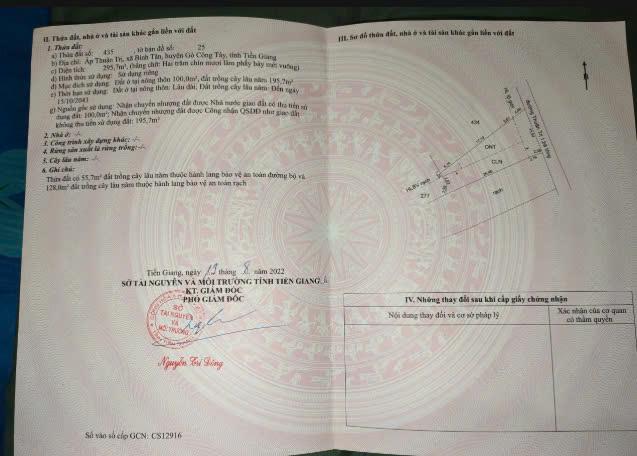 II. Thửa đất, nhà ở và tài sản khác gắn liền với đất
1. Thửa đất:
a) Thửa đất số: 435 , tờ bản đồ số: 25
b) Địa chỉ: Ấp Thuận Trị, xã Bình Tân, huyện Gò Công Tây, tỉnh Tiền Giang
c) Diện tích: 295,7m², (bằng chữ: Hai trăm chín mươi lăm phẩy bảy mét vuông)
d) Hình thức sử dụng: Sử dụng riêng
đ) Mục đích sử dụng: Đất ở tại nông thôn 100,0m², đất trồng cây lâu năm 195,7m²
e) Thời hạn sử dụng: Đất ở tại nông thôn: Lâu dài; Đất trồng cây lâu năm: Đến ngày
15/10/2043
g) Nguồn gốc sử dụng: Nhận chuyển nhượng đất được Nhà nước giao đất có thu tiền sử
dụng đất: 100,0m²; Nhận chuyển nhượng đất được Công nhận QSDĐ như giao đất
không thu tiền sử dụng đất: 195,7m²
2. Nhà ở: -/-
3. Công trình xây dựng khác: -/-
4. Rừng sản xuất là rừng trồng: -/-
5. Cây lâu năm: -/-
6. Ghi chú:
Thửa đất có 55,7m² đất trồng cây lâu năm thuộc hành lang bảo vệ an toàn đường bộ và
128,0m² đất trồng cây lâu năm thuộc hành lang bảo vệ an toàn rạch
Tiền Giang, ngày 19 tháng 8 năm 2022
SỞ TÀI NGUYÊN VÀ MÔI TRƯỜNG TỈNH TIỀN GIANG
KT. GIÁM ĐỐC
PHÓ GIÁM ĐỐC
SỞ
TÀI NGUYÊN
VÀ
MÔI TRƯỜNG
Nguyễn Trí Đông
Số vào sổ cấp GCN: CS12916
III. Sơ đồ thửa đất, nhà ở và tài sản khác gắn liền với đất
434
ONT
CLN
HLBV rạch
277
rạch
IV. Những thay đổi sau khi cấp giấy chứng nhận
Nội dung thay đổi và cơ sở pháp lý
Xác nhận của cơ quan
có thẩm quyền